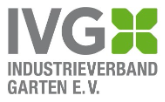 IVG
INDUSTRIEVERBAND
GARTEN E. V.